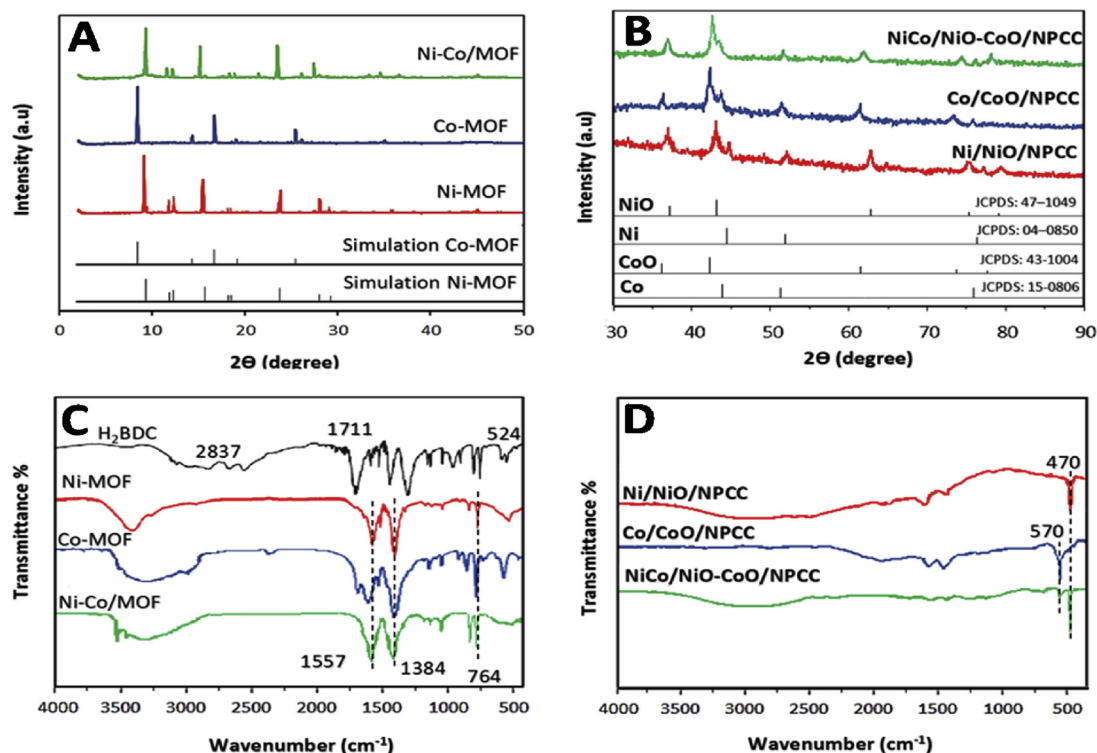 A
Ni-Co/MOF
Co-MOF
Ni-MOF
Simulation Co-MOF
Simulation Ni-MOF
Intensity (a.u)
0 10 20 30 40 50
2Θ (degree)
B
NiCo/NiO-CoO/NPCC
Co/CoO/NPCC
Ni/NiO/NPCC
NiO JCPDS: 47-1049
Ni JCPDS: 04-0850
CoO JCPDS: 43-1004
Co JCPDS: 15-0806
Intensity (a.u)
30 40 50 60 70 80 90
2Θ (degree)
C
H2BDC
2837
1711
524
Ni-MOF
Co-MOF
Ni-Co/MOF
1557
1384
764
Transmittance %
4000 3500 3000 2500 2000 1500 1000 500
Wavenumber (cm-1)
D
470
Ni/NiO/NPCC
570
Co/CoO/NPCC
NiCo/NiO-CoO/NPCC
Transmittance %
4000 3500 3000 2500 2000 1500 1000 500
Wavenumber (cm-1)